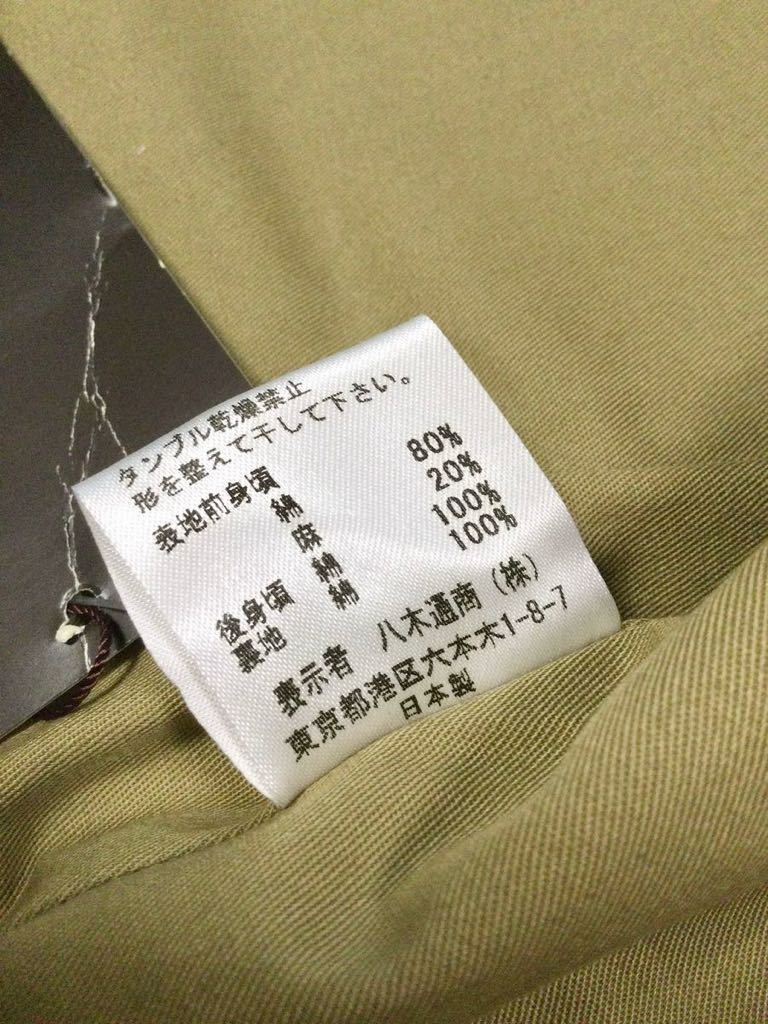 タンブル乾燥禁止
形を整えて干して下さい。
表地前身頃
綿 80%
麻 20%
後身頃 綿 100%
裏地 綿 100%
表示者 八木通商(株)
東京都港区六本木1-8-7
日本製